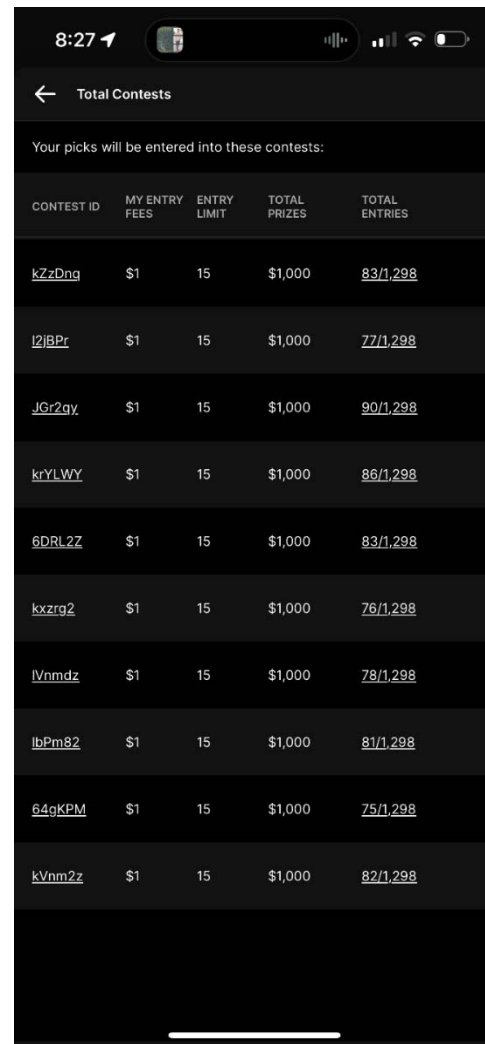 8:27
Total Contests
Your picks will be entered into these contests:
CONTEST ID MY ENTRY FEES ENTRY LIMIT TOTAL PRIZES TOTAL ENTRIES
kZzDnq $1 15 $1,000 83/1,298
l2jBPr $1 15 $1,000 77/1,298
JGr2qy $1 15 $1,000 90/1,298
krYLWY $1 15 $1,000 86/1,298
6DRL2Z $1 15 $1,000 83/1,298
kxzrg2 $1 15 $1,000 76/1,298
lVnmdz $1 15 $1,000 78/1,298
lbPm82 $1 15 $1,000 81/1,298
64gKPM $1 15 $1,000 75/1,298
kVnm2z $1 15 $1,000 82/1,298